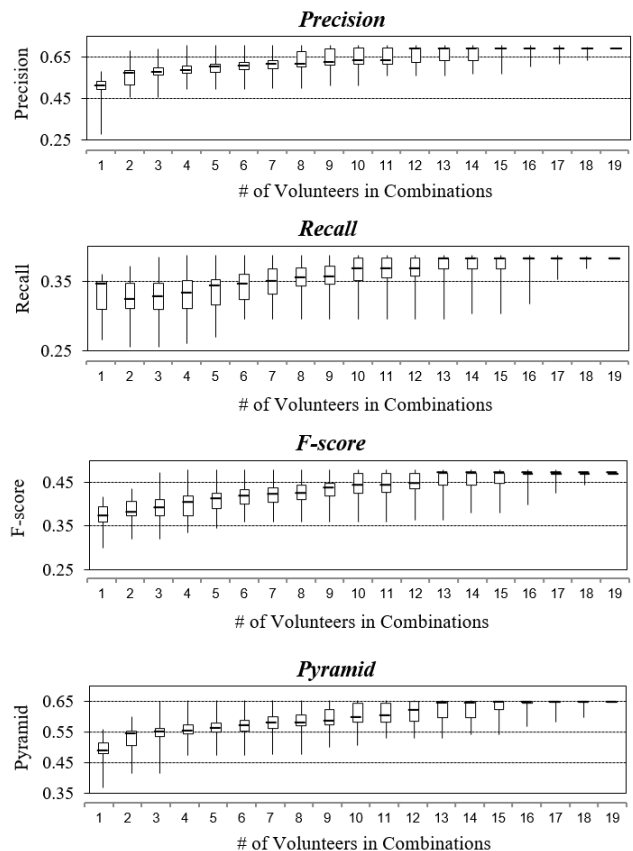 Precision
Precision
0.65
0.45
0.25
1 2 3 4 5 6 7 8 9 10 11 12 13 14 15 16 17 18 19
# of Volunteers in Combinations
Recall
Recall
0.35
0.25
1 2 3 4 5 6 7 8 9 10 11 12 13 14 15 16 17 18 19
# of Volunteers in Combinations
F-score
F-score
0.45
0.35
0.25
1 2 3 4 5 6 7 8 9 10 11 12 13 14 15 16 17 18 19
# of Volunteers in Combinations
Pyramid
Pyramid
0.65
0.55
0.45
0.35
1 2 3 4 5 6 7 8 9 10 11 12 13 14 15 16 17 18 19
# of Volunteers in Combinations